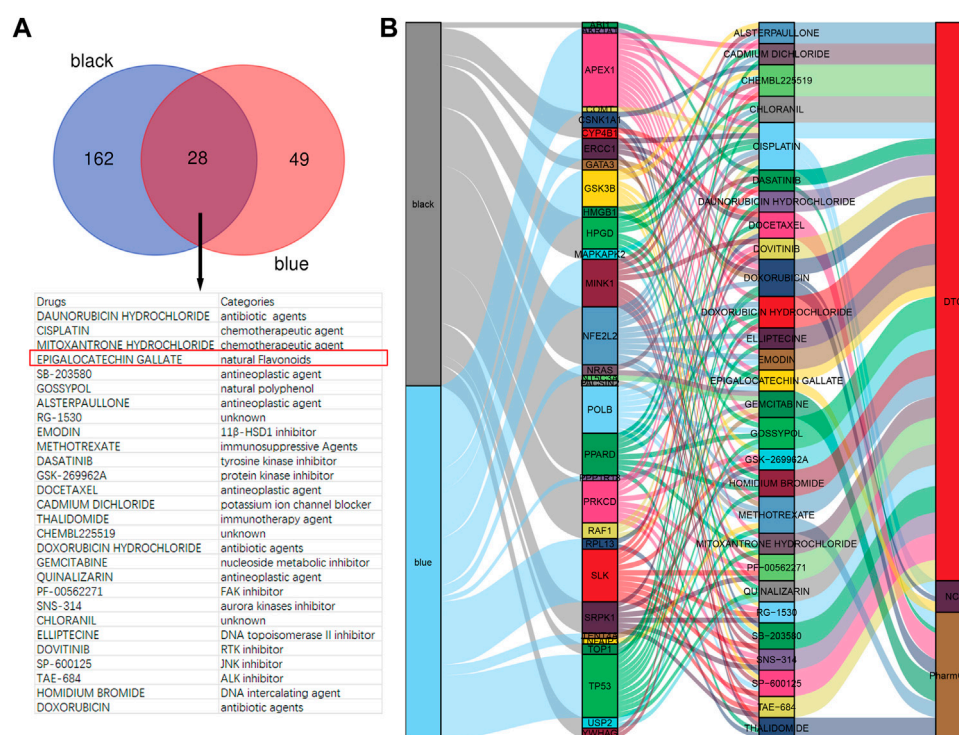 A
black
162
28
49
blue
Drugs Categories
DAUNORUBICIN HYDROCHLORIDE antibiotic agents
CISPLATIN chemotherapeutic agent
MITOXANTRONE HYDROCHLORIDE chemotherapeutic agent
EPIGALOCATECHIN GALLATE natural Flavonoids
SB-203580 antineoplastic agent
GOSSYPOL natural polyphenol
ALSTERPAULLONE antineoplastic agent
RG-1530 unknown
EMODIN 11β-HSD1 inhibitor
METHOTREXATE immunosuppressive Agents
DASATINIB tyrosine kinase inhibitor
GSK-269962A protein kinase inhibitor
DOCETAXEL antineoplastic agent
CADMIUM DICHLORIDE potassium ion channel blocker
THALIDOMIDE immunotherapy agent
CHEMBL225519 unknown
DOXORUBICIN HYDROCHLORIDE antibiotic agents
GEMCITABINE nucleoside metabolic inhibitor
QUINALIZARIN antineoplastic agent
PF-00562271 FAK inhibitor
SNS-314 aurora kinases inhibitor
CHLORANIL unknown
ELLIPTECINE DNA topoisomerase II inhibitor
DOVITINIB RTK inhibitor
SP-600125 JNK inhibitor
TAE-684 ALK inhibitor
HOMIDIUM BROMIDE DNA intercalating agent
DOXORUBICIN antibiotic agents
B
black
blue
ABI1
AKR1A1
APEX1
COMT
CSNK1A1
CYP4B1
ERCC1
GATA3
GSK3B
HMGB1
HPGD
MAPKAPK2
MINK1
NFE2L2
NRAS
PACSIN2
POLB
PPARD
PRKCD
RAF1
RPL13
SLK
SRPK1
TOP1
TP53
USP2
YWHAG
ALSTERPAULLONE
CADMIUM DICHLORIDE
CHEMBL225519
CHLORANIL
CISPLATIN
DASATINIB
DAUNORUBICIN HYDROCHLORIDE
DOCETAXEL
DOVITINIB
DOXORUBICIN
DOXORUBICIN HYDROCHLORIDE
ELLIPTECINE
EMODIN
EPIGALOCATECHIN GALLATE
GEMCITABINE
GOSSYPOL
GSK-269962A
HOMIDIUM BROMIDE
METHOTREXATE
MITOXANTRONE HYDROCHLORIDE
PF-00562271
QUINALIZARIN
RG-1530
SB-203580
SNS-314
SP-600125
TAE-684
THALIDOMIDE
DTC
NC
Pharm